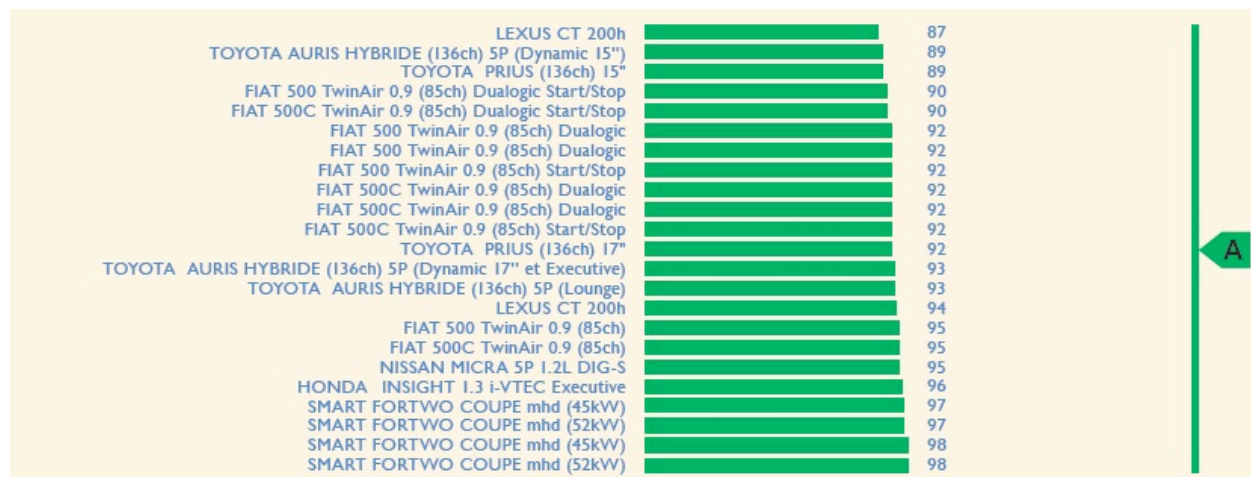 LEXUS CT 200h 87
TOYOTA AURIS HYBRIDE (136ch) 5P (Dynamic 15") 89
TOYOTA PRIUS (136ch) 15" 89
FIAT 500 TwinAir 0.9 (85ch) Dualogic Start/Stop 90
FIAT 500C TwinAir 0.9 (85ch) Dualogic Start/Stop 90
FIAT 500 TwinAir 0.9 (85ch) Dualogic 92
FIAT 500 TwinAir 0.9 (85ch) Dualogic 92
FIAT 500 TwinAir 0.9 (85ch) Start/Stop 92
FIAT 500C TwinAir 0.9 (85ch) Dualogic 92
FIAT 500C TwinAir 0.9 (85ch) Dualogic 92
FIAT 500C TwinAir 0.9 (85ch) Start/Stop 92
TOYOTA PRIUS (136ch) 17" 92
A
TOYOTA AURIS HYBRIDE (136ch) 5P (Dynamic 17" et Executive) 93
TOYOTA AURIS HYBRIDE (136ch) 5P (Lounge) 93
LEXUS CT 200h 94
FIAT 500 TwinAir 0.9 (85ch) 95
FIAT 500C TwinAir 0.9 (85ch) 95
NISSAN MICRA 5P 1.2L DIG-S 95
HONDA INSIGHT 1.3 i-VTEC Executive 96
SMART FORTWO COUPE mhd (45kW) 97
SMART FORTWO COUPE mhd (52kW) 97
SMART FORTWO COUPE mhd (45kW) 98
SMART FORTWO COUPE mhd (52kW) 98